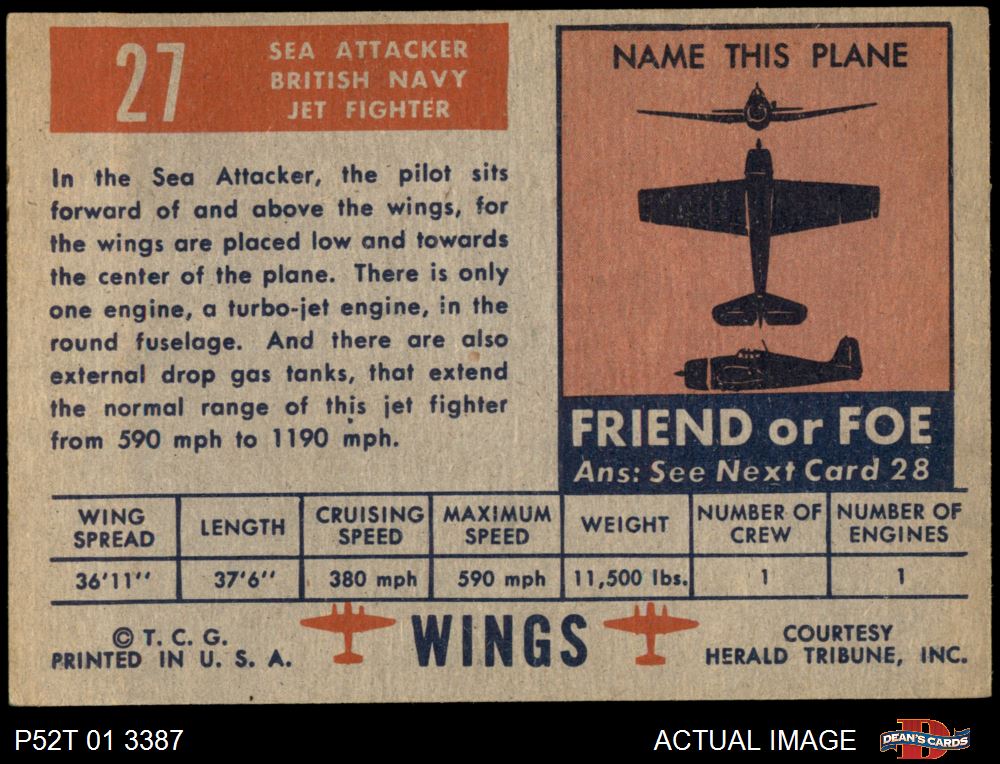 27
SEA ATTACKER
BRITISH NAVY
JET FIGHTER
In the Sea Attacker, the pilot sits
forward of and above the wings, for
the wings are placed low and towards
the center of the plane. There is only
one engine, a turbo-jet engine, in the
round fuselage. And there are also
external drop gas tanks, that extend
the normal range of this jet fighter
from 590 mph to 1190 mph.
NAME THIS PLANE
FRIEND or FOE
Ans: See Next Card 28
WING SPREAD LENGTH CRUISING SPEED MAXIMUM SPEED WEIGHT NUMBER OF CREW NUMBER OF ENGINES
36'11'' 37'6'' 380 mph 590 mph 11,500 lbs. 1 1
© T. C. G.
PRINTED IN U. S. A.
WINGS
COURTESY
HERALD TRIBUNE, INC.
P52T 01 3387
ACTUAL IMAGE
D
DEAN'S CARDS